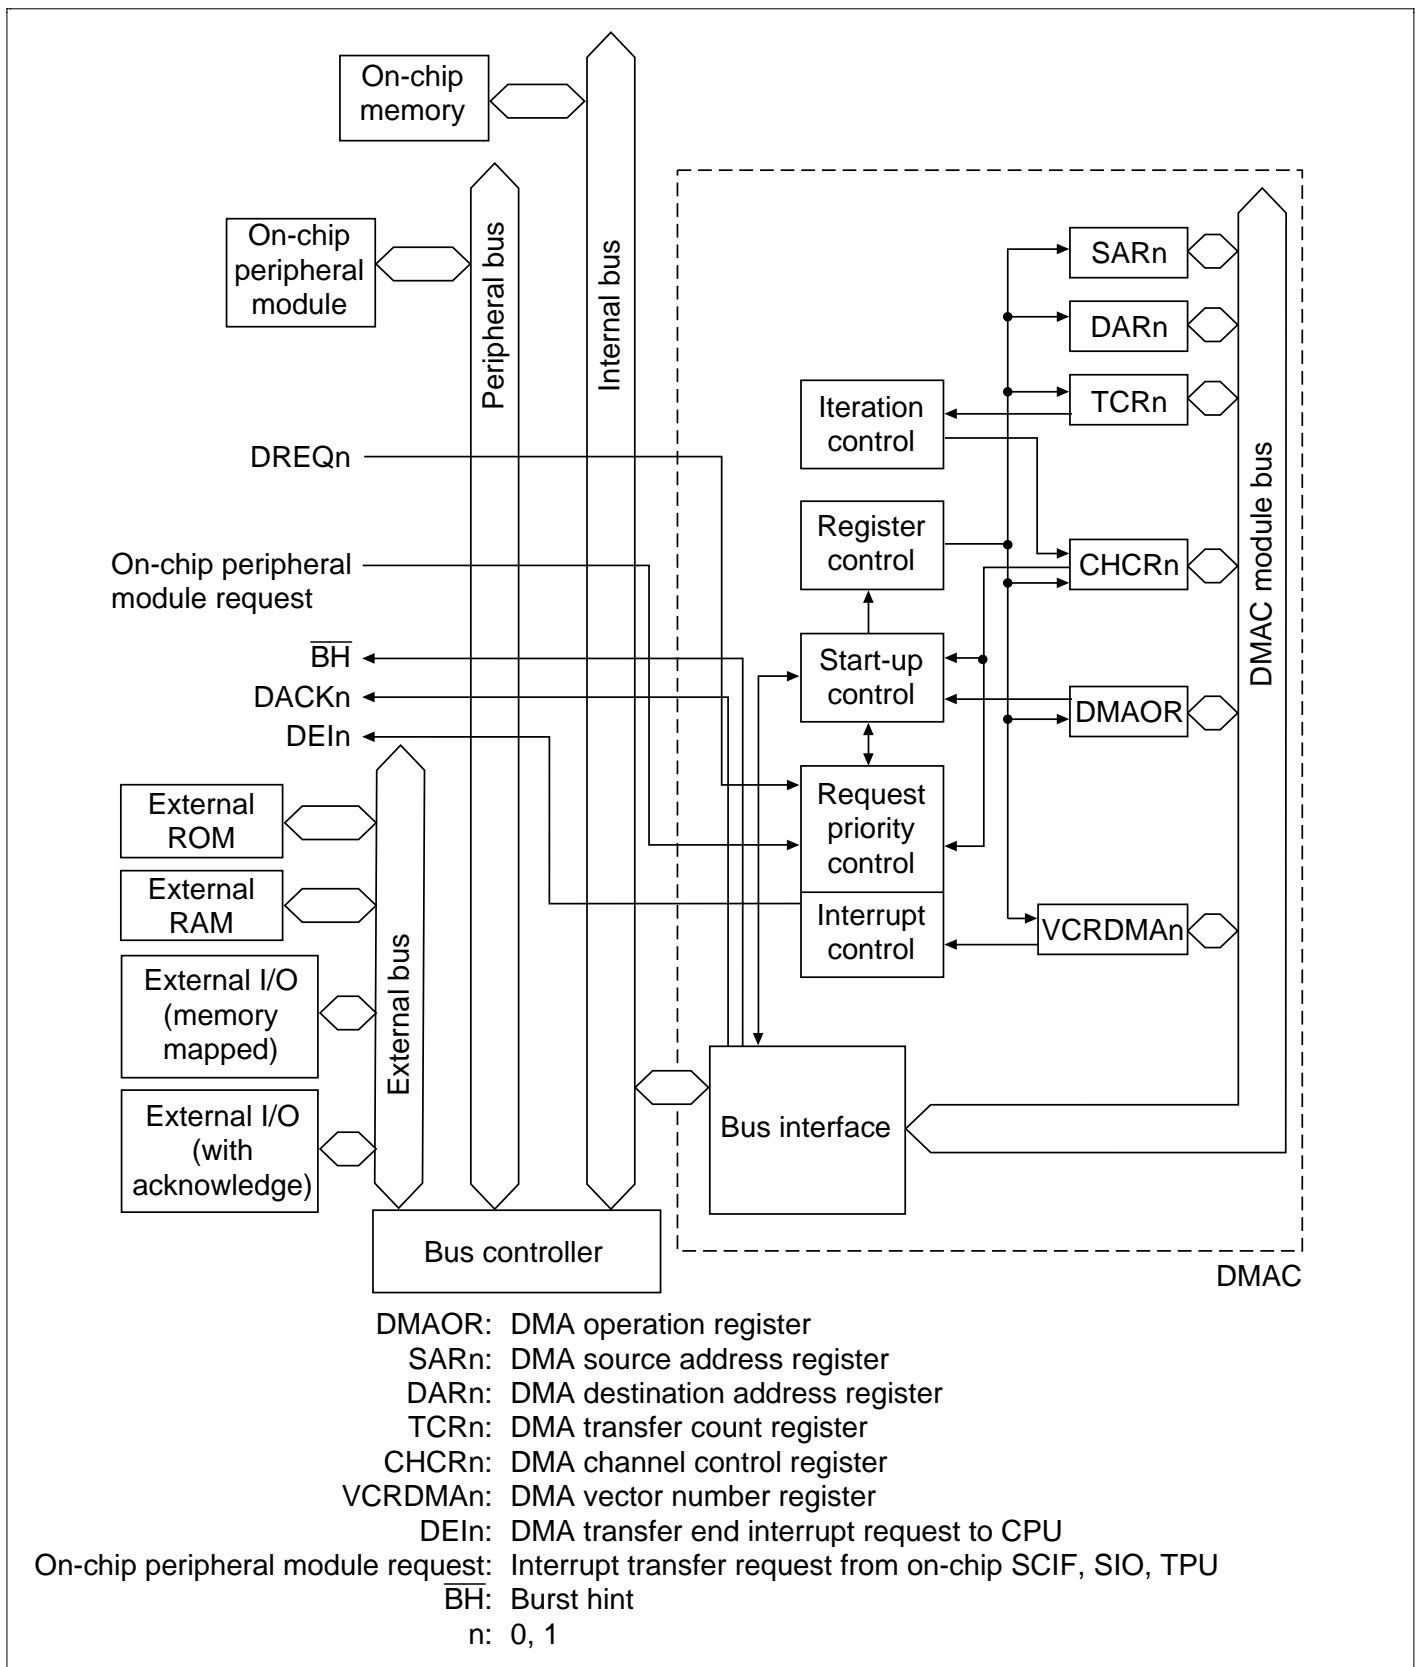 On-chip
memory
On-chip
peripheral
module
Peripheral bus
Internal bus
SARn
DARn
TCRn
Iteration
control
DREQn
DMAC module bus
Register
control
On-chip peripheral
module request
CHCRn
B̅H̅
Start-up
control
DACKn
DMAOR
DEIn
External
ROM
Request
priority
control
External
RAM
Interrupt
control
VCRDMAn
External bus
External I/O
(memory
mapped)
External I/O
(with
acknowledge)
Bus interface
Bus controller
DMAC
DMAOR: DMA operation register
SARn: DMA source address register
DARn: DMA destination address register
TCRn: DMA transfer count register
CHCRn: DMA channel control register
VCRDMAn: DMA vector number register
DEIn: DMA transfer end interrupt request to CPU
On-chip peripheral module request: Interrupt transfer request from on-chip SCIF, SIO, TPU
B̅H̅: Burst hint
n: 0, 1